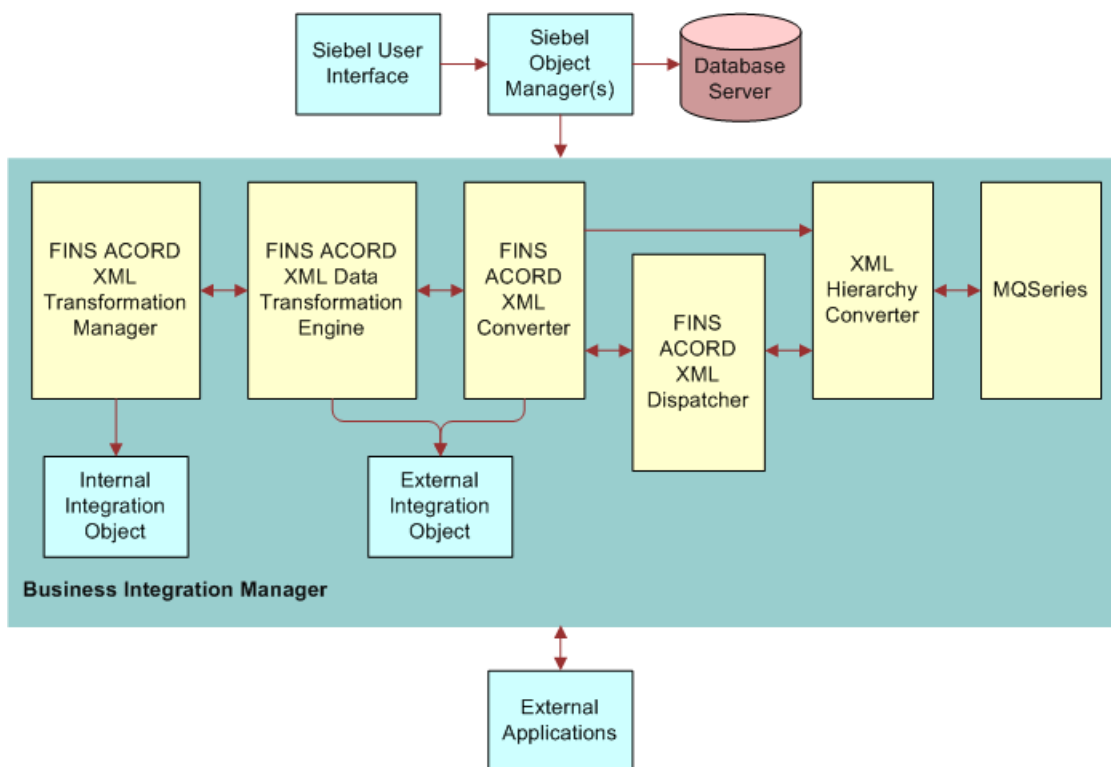 Siebel User
Interface
Siebel
Object
Manager(s)
Database
Server
FINS ACORD
XML
Transformation
Manager
FINS ACORD
XML Data
Transformation
Engine
FINS
ACORD
XML
Converter
FINS
ACORD
XML
Dispatcher
XML
Hierarchy
Converter
MQSeries
Internal
Integration
Object
External
Integration
Object
Business Integration Manager
External
Applications